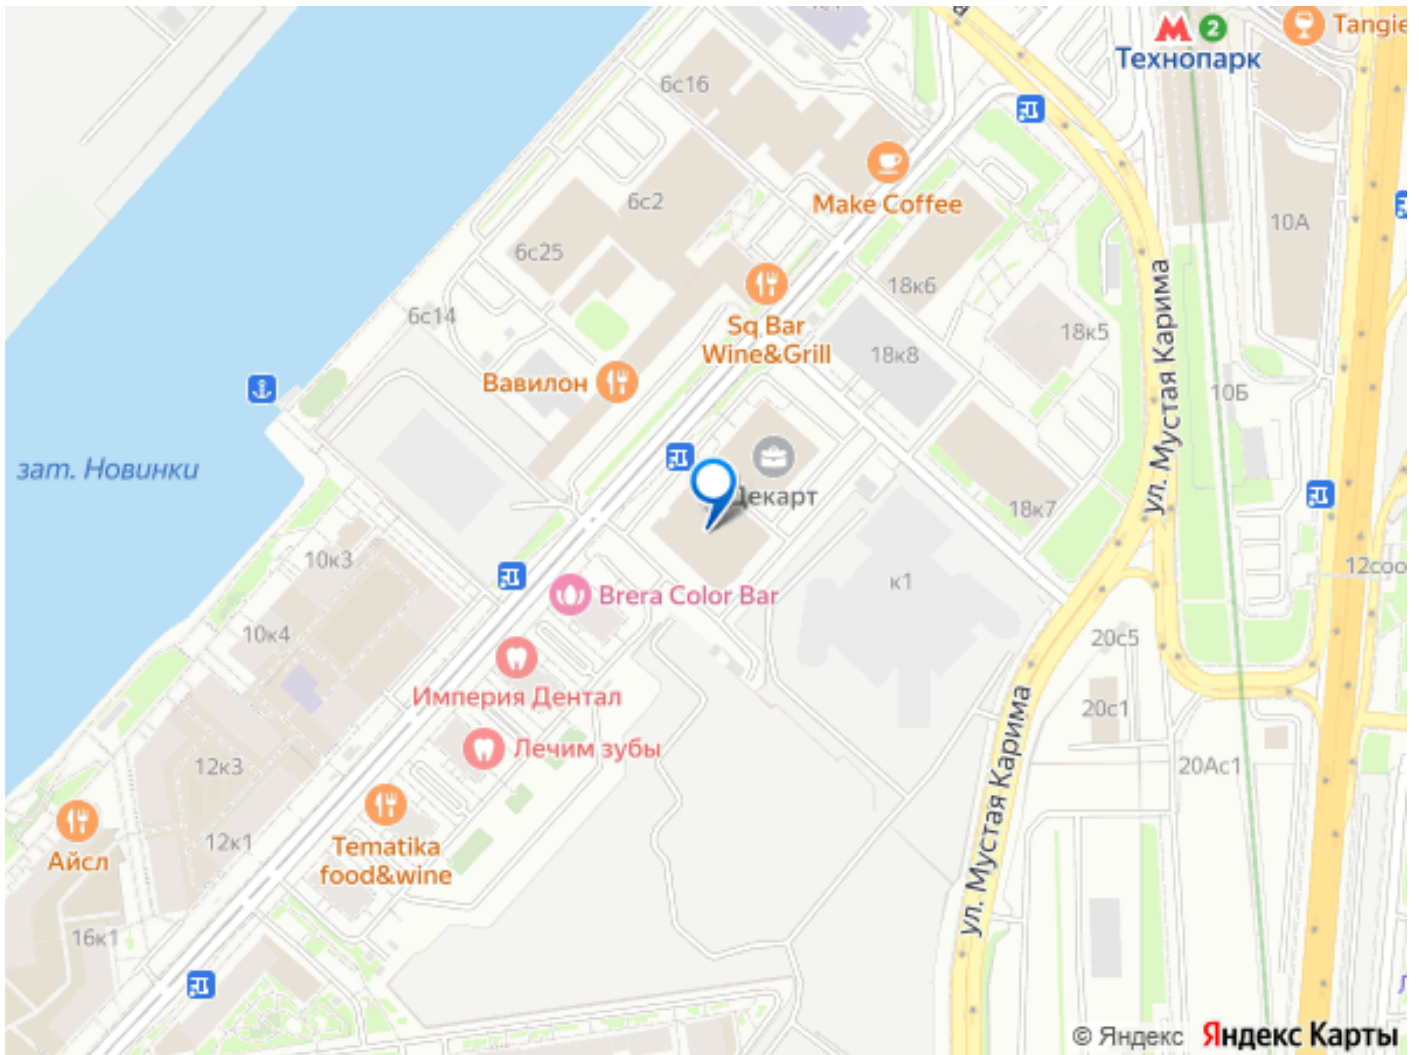 2
Технопарк
Tangie
6с16
Make Coffee
6с2
10А
6с25
18к6
6с14
Sq Bar
Wine&Grill
18к8
18к5
ул. Мустая Карима
Вавилон
10Б
зат. Новинки
Декарт
18к7
10к3
к1
12соо
Brera Color Bar
10к4
20с5
Империя Дентал
20с1
Лечим зубы
12к3
20Ас1
ул. Мустая Карима
12к1
Айсл
Tematika
food&wine
16к1
© Яндекс Яндекс Карты